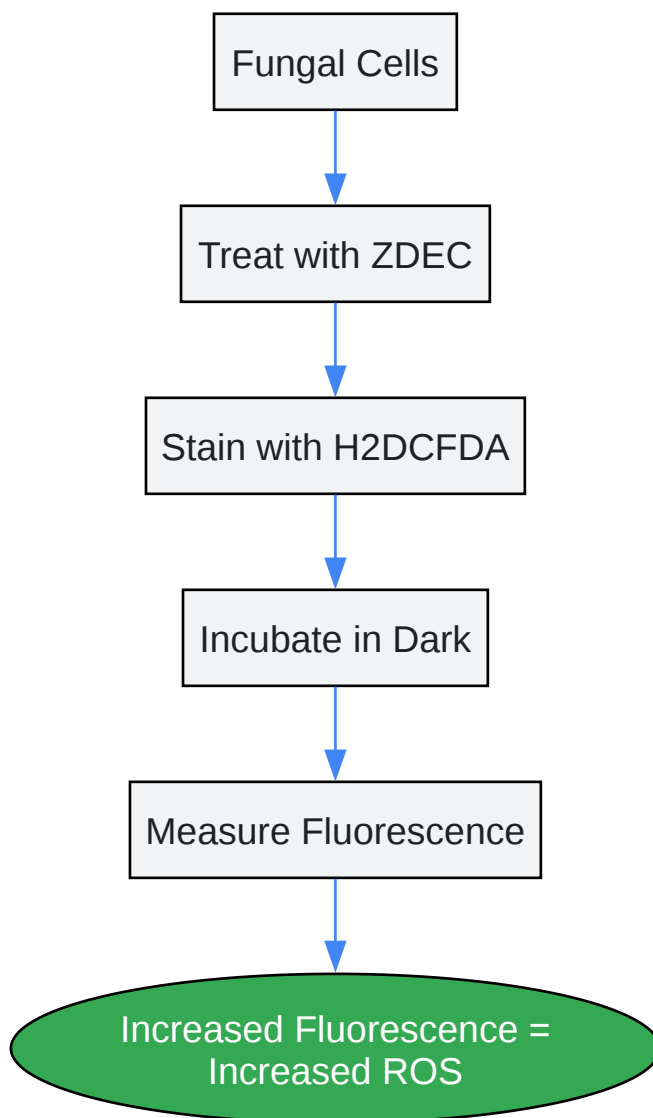 Fungal Cells
Treat with ZDEC
Stain with H2DCFDA
Incubate in Dark
Measure Fluorescence
Increased Fluorescence =
Increased ROS